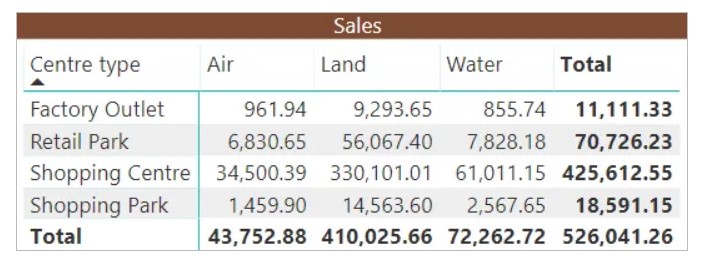 Sales
Centre type Air Land Water Total
Factory Outlet 961.94 9,293.65 855.74 11,111.33
Retail Park 6,830.65 56,067.40 7,828.18 70,726.23
Shopping Centre 34,500.39 330,101.01 61,011.15 425,612.55
Shopping Park 1,459.90 14,563.60 2,567.65 18,591.15
Total 43,752.88 410,025.66 72,262.72 526,041.26